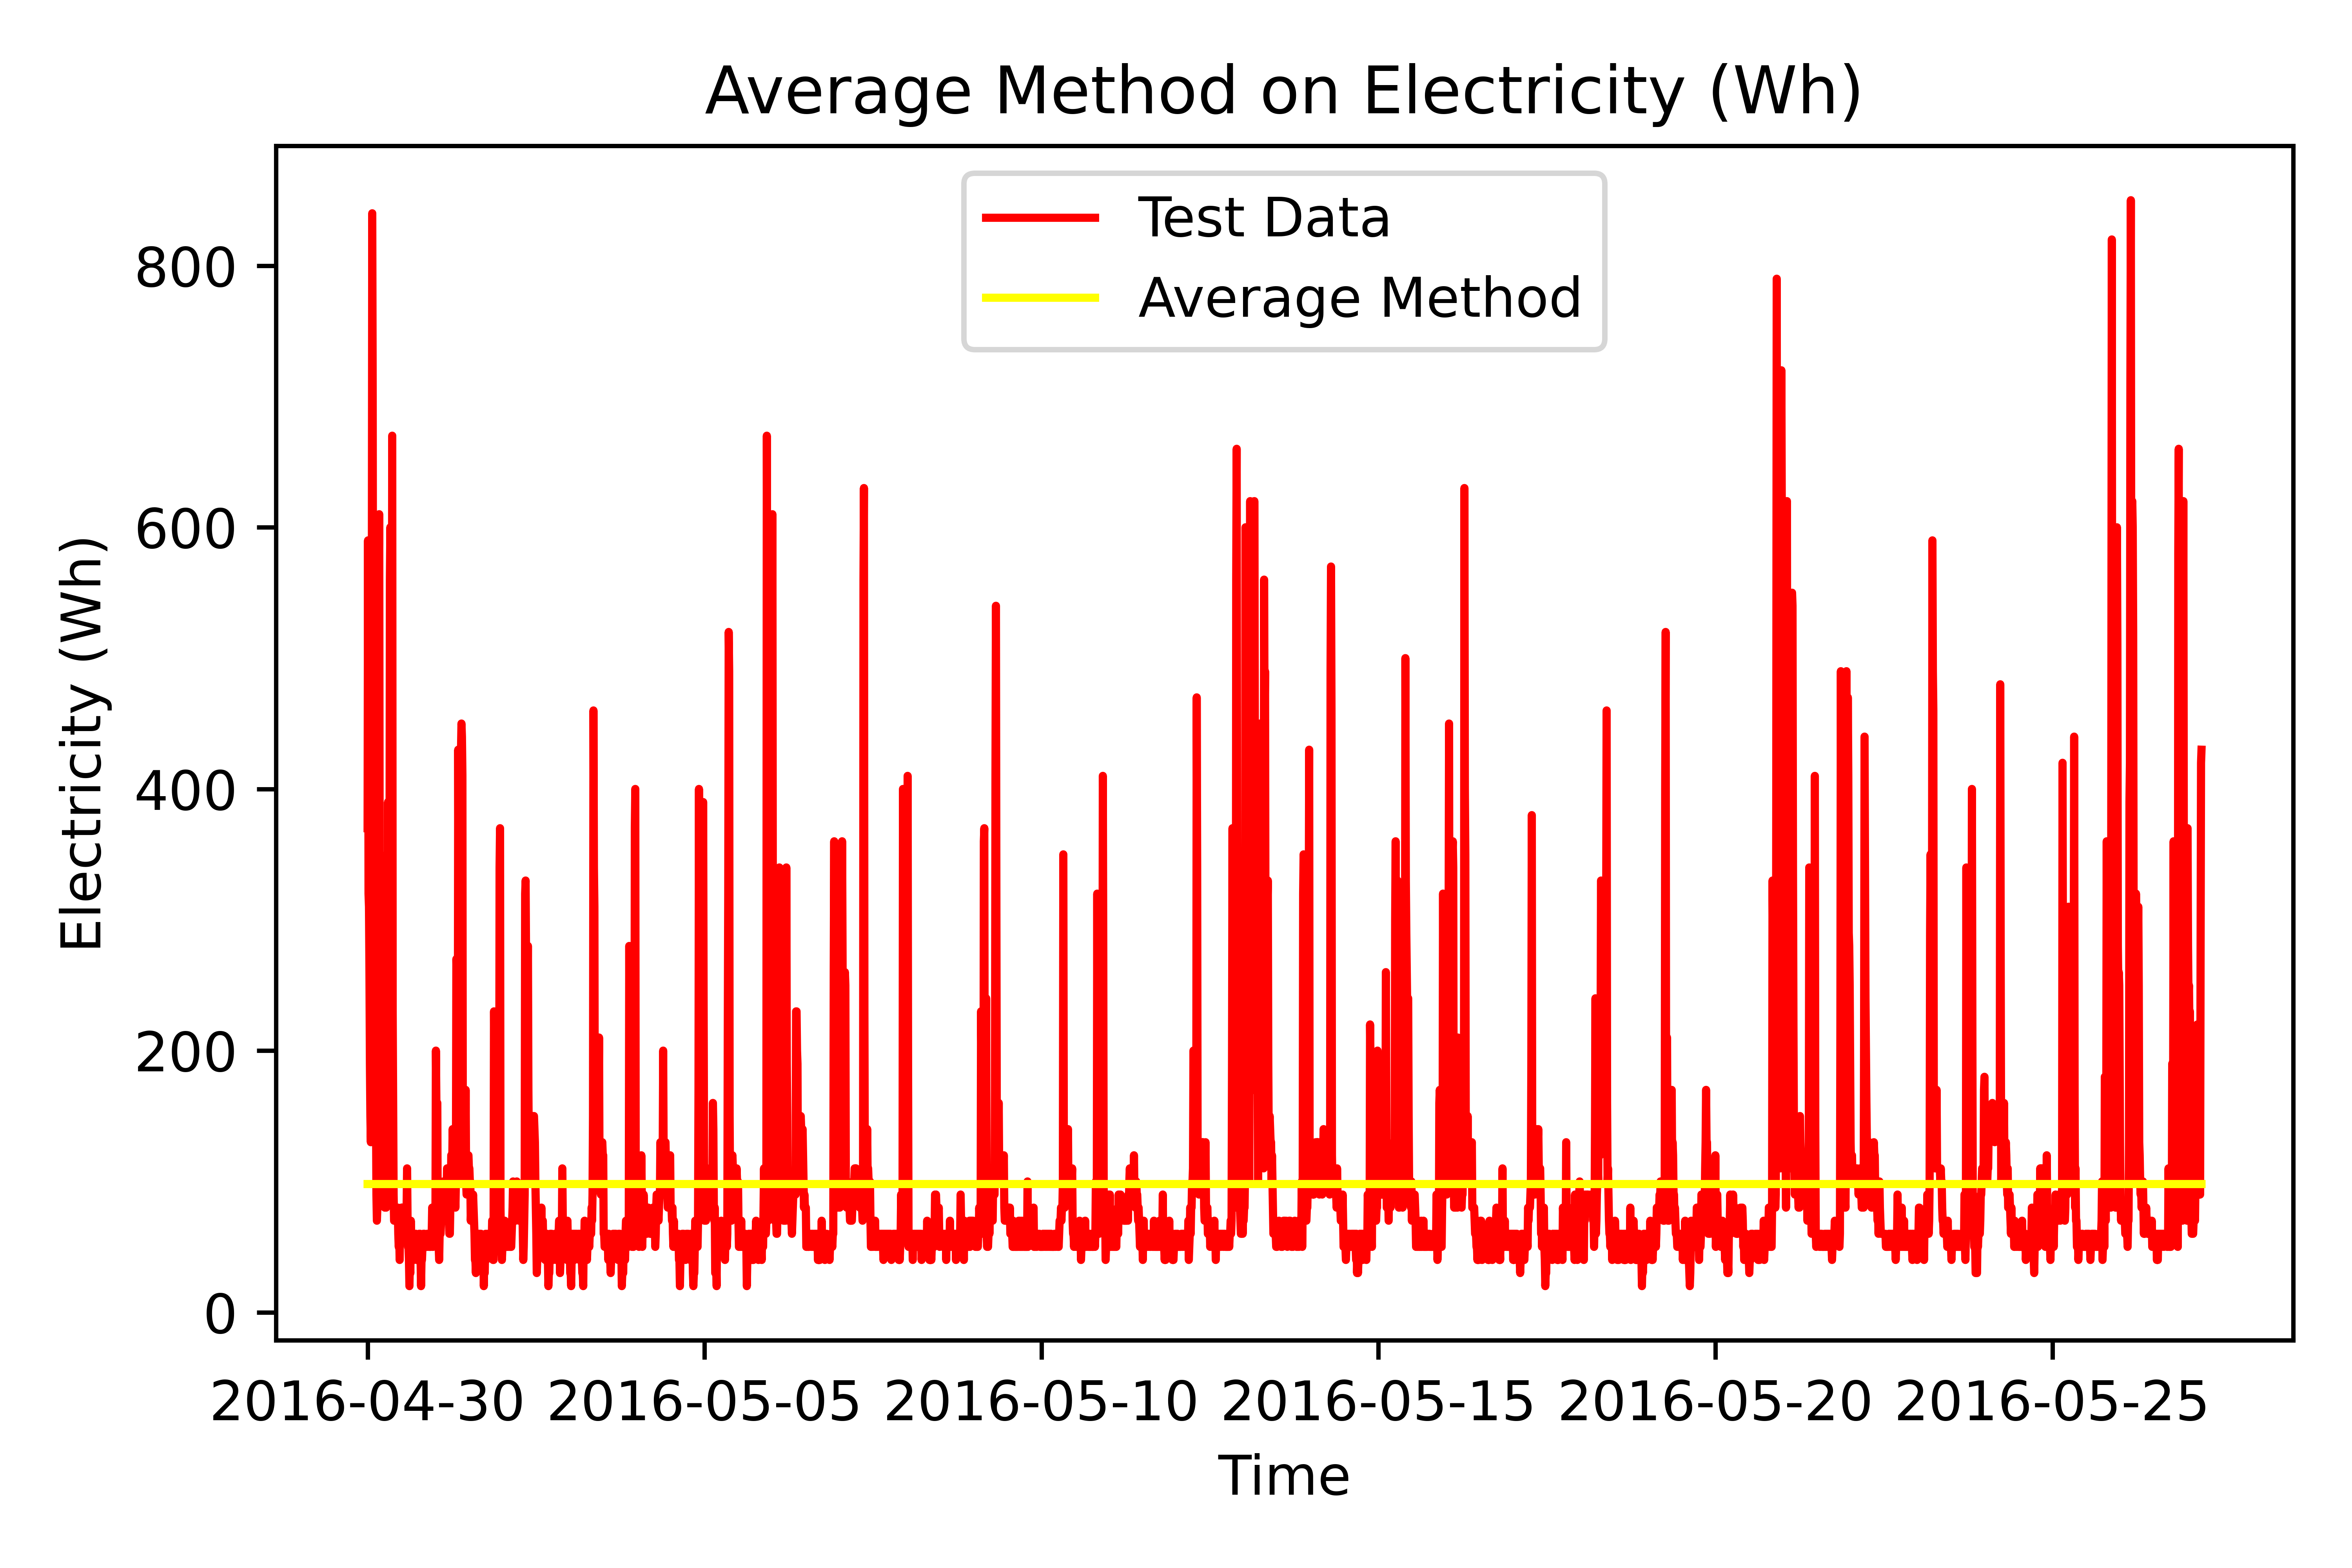 Average Method on Electricity (Wh)
Test Data
Average Method
800
600
400
200
0
Electricity (Wh)
2016-04-30 2016-05-05 2016-05-10 2016-05-15 2016-05-20 2016-05-25
Time